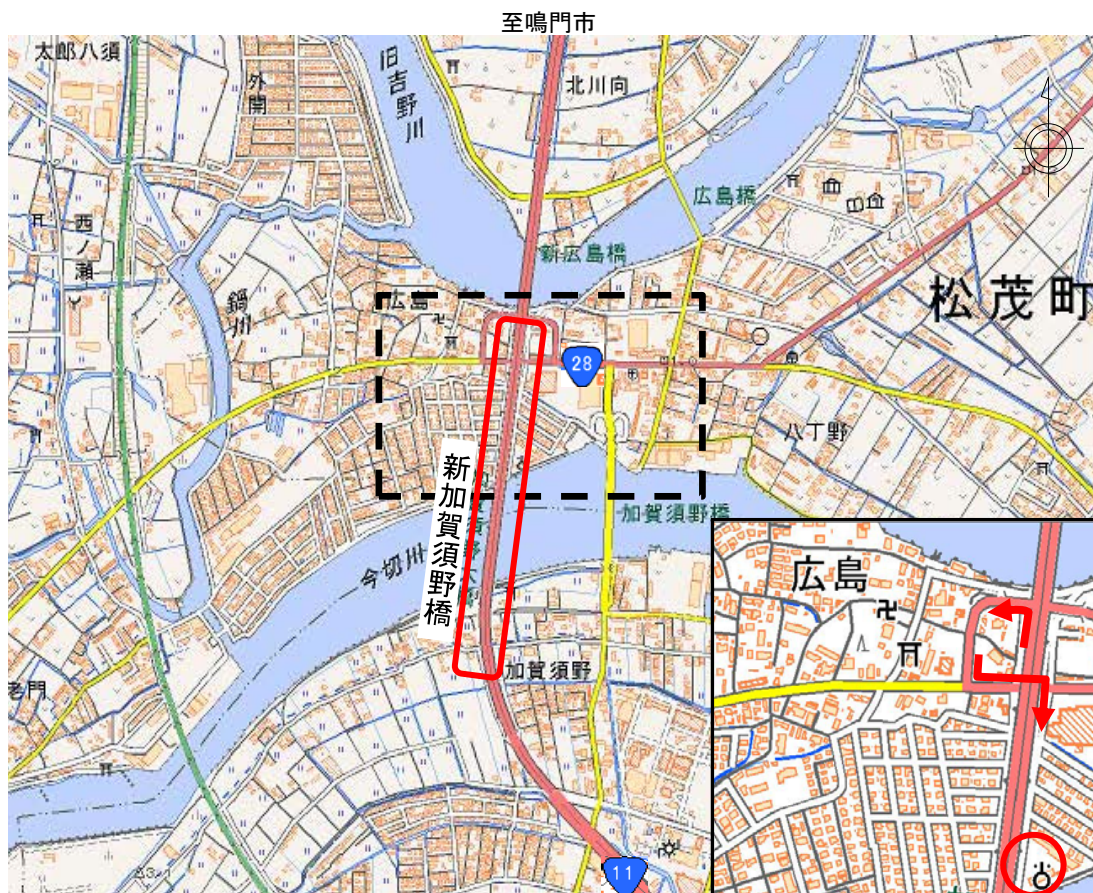 至鳴門市
太郎八須
外開
旧吉野川
北川向
広島橋
新広島橋
西ノ瀬
鍋川
広島
松茂町
28
八丁野
新加賀須野橋
加賀須野橋
今切川
加賀須野
老門
11
広島